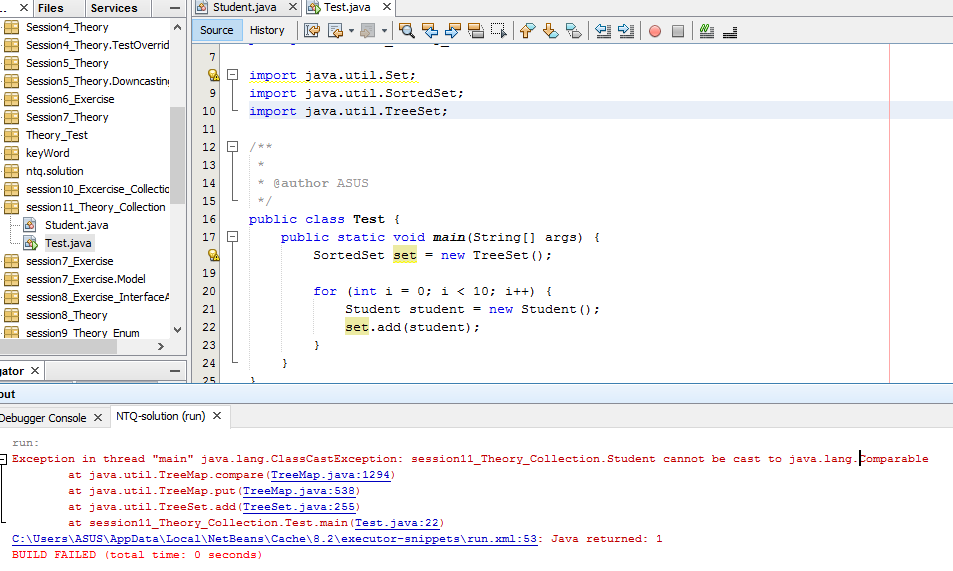 Files
Services
Session4_Theory
Session4_Theory.TestOverrid
Session5_Theory
Session5_Theory.Downcasting
Session6_Exercise
Session7_Theory
Theory_Test
keyWord
ntq.solution
session10_Excercise_Collectio
session11_Theory_Collection
Student.java
Test.java
session7_Exercise
session7_Exercise.Model
session8_Exercise_InterfaceA
session8_Theory
session9_Theory_Enum
gator
Student.java
Test.java
Source
History
7
import java.util.Set;
9 import java.util.SortedSet;
10 import java.util.TreeSet;
11
12 /**
13 *
14 * @author ASUS
15 */
16 public class Test {
17 public static void main(String[] args) {
SortedSet set = new TreeSet();
19
20 for (int i = 0; i < 10; i++) {
21 Student student = new Student();
22 set.add(student);
23 }
24 }
25 }
out
Debugger Console
NTQ-solution (run)
run:
Exception in thread "main" java.lang.ClassCastException: session11_Theory_Collection.Student cannot be cast to java.lang.Comparable
at java.util.TreeMap.compare(TreeMap.java:1294)
at java.util.TreeMap.put(TreeMap.java:538)
at java.util.TreeSet.add(TreeSet.java:255)
at session11_Theory_Collection.Test.main(Test.java:22)
C:\Users\ASUS\AppData\Local\NetBeans\Cache\8.2\executor-snippets\run.xml:53: Java returned: 1
BUILD FAILED (total time: 0 seconds)